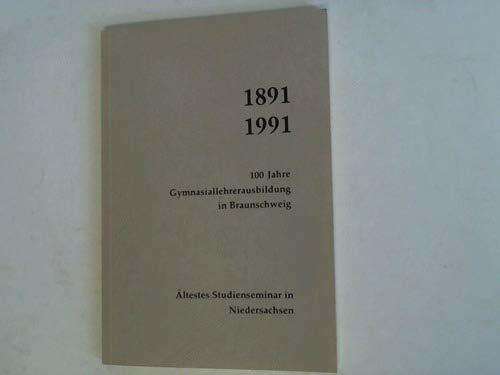 1891
1991
100 Jahre
Gymnasiallehrerausbildung
in Braunschweig
Ältestes Studienseminar in
Niedersachsen